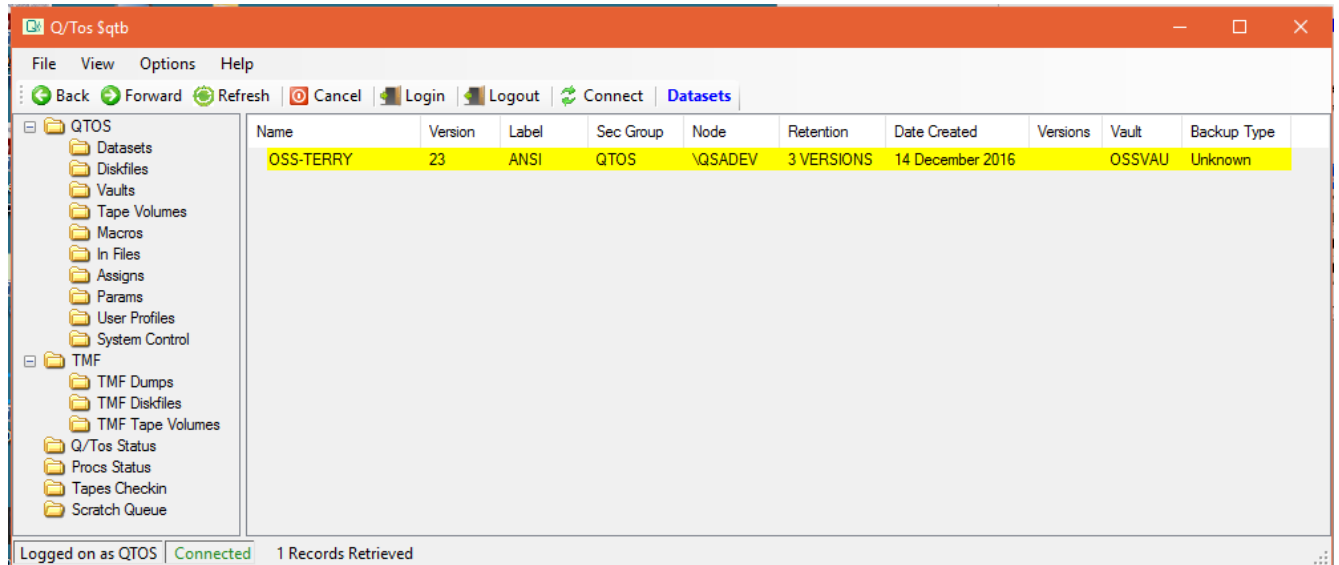 Q/Tos $qtb
File View Options Help
Back Forward Refresh Cancel Login Logout Connect Datasets
QTOS
Datasets
Diskfiles
Vaults
Tape Volumes
Macros
In Files
Assigns
Params
User Profiles
System Control
TMF
TMF Dumps
TMF Diskfiles
TMF Tape Volumes
Q/Tos Status
Procs Status
Tapes Checkin
Scratch Queue
Name Version Label Sec Group Node Retention Date Created Versions Vault Backup Type
OSS-TERRY 23 ANSI QTOS \QSADEV 3 VERSIONS 14 December 2016 OSSVAU Unknown
Logged on as QTOS Connected 1 Records Retrieved